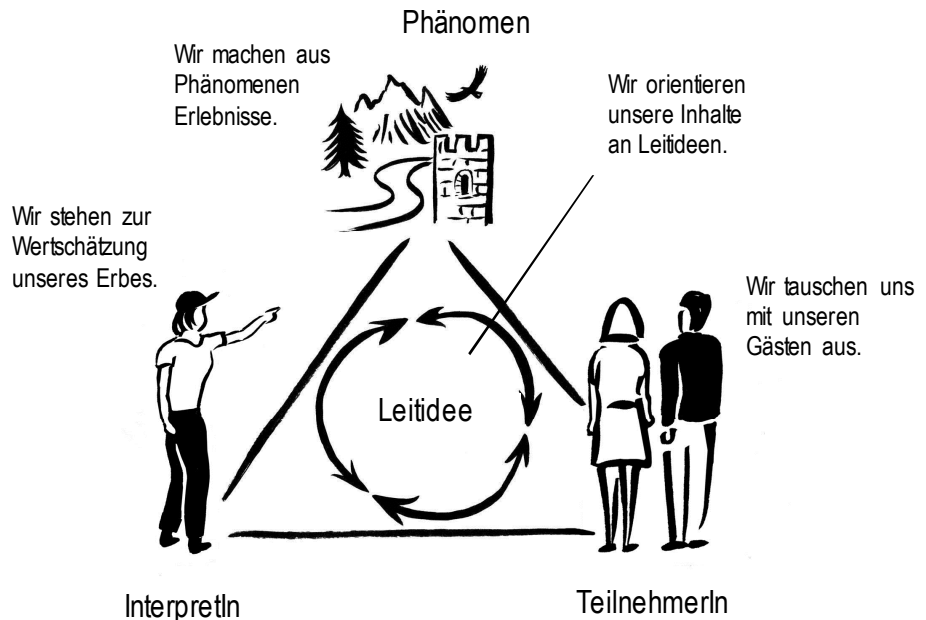 Phänomen
Wir machen aus
Phänomenen
Erlebnisse.
Wir orientieren
unsere Inhalte
an Leitideen.
Wir stehen zur
Wertschätzung
unseres Erbes.
Wir tauschen uns
mit unseren
Gästen aus.
Leitidee
InterpretIn
TeilnehmerIn